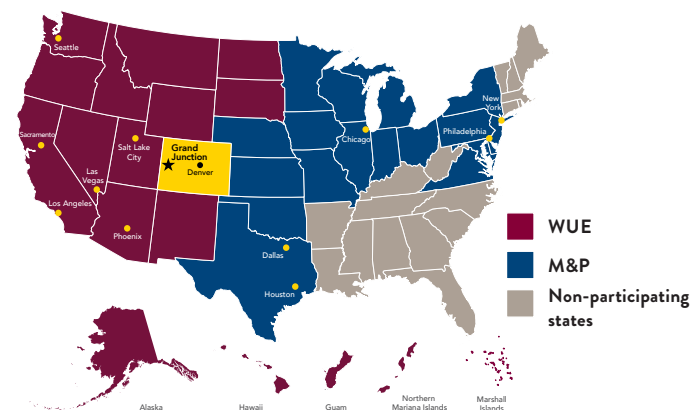 Seattle
New
York
Sacramento
Chicago
Philadelphia
Salt Lake
City
Grand
Junction
Denver
Las
Vegas
Los Angeles
Phoenix
Dallas
Houston
WUE
M&P
Non-participating
states
Alaska
Hawaii
Guam
Northern
Mariana Islands
Marshall
Islands